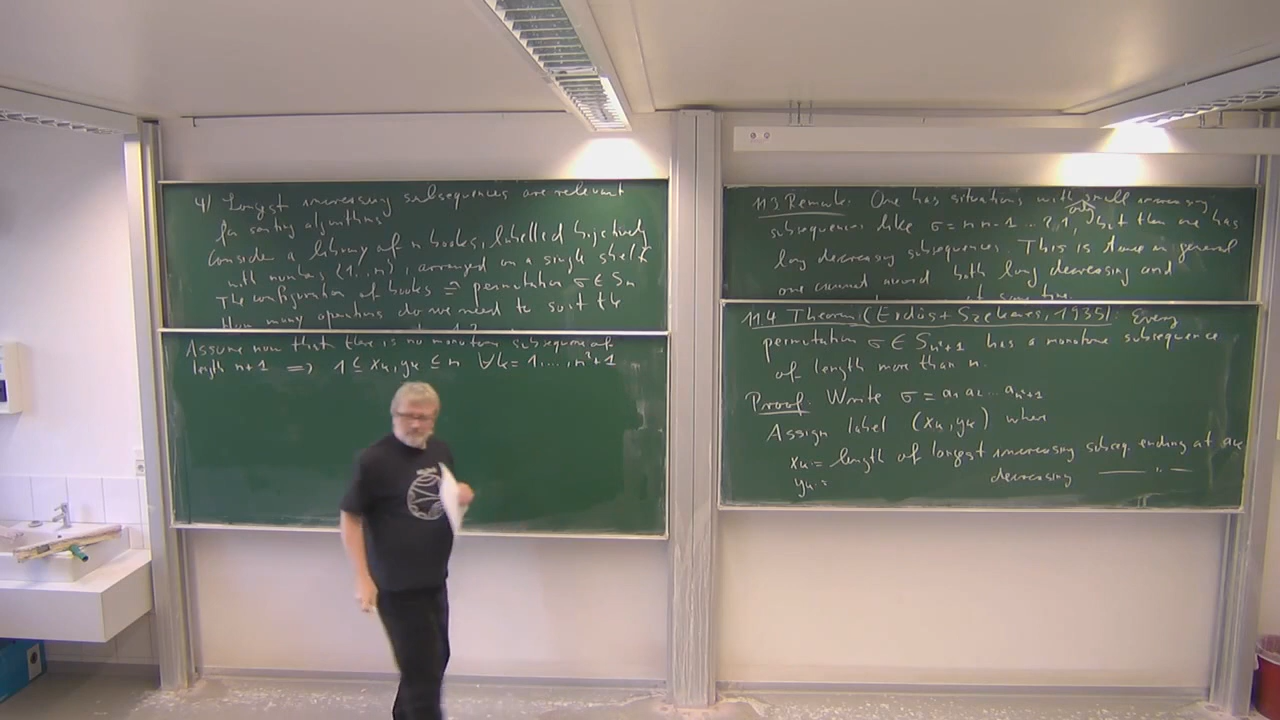 4) Longest increasing subsequences are relevant
for sorting algorithms
Consider a library of n books, labelled bijectively
with numbers {1,..,n}, arranged on a single shelf
The configuration of books ≙ permutation σ ∈ Sn
How many operations do we need to sort the
Assume now that there is no monotone subsequence of
length n+1 ⟹ 1 ≤ xk, yk ≤ n ∀k = 1,...,n²+1
11.3 Remark. One has situations with only small increasing
subsequences like σ = n n-1 ... 2 1, but then one has
long decreasing subsequences. This is true in general
one cannot avoid both long decreasing and
same time.
11.4 Theorem (Erdös + Szekeres, 1935): Every
permutation σ ∈ Sn²+1 has a monotone subsequence
of length more than n.
Proof. Write σ = a1 a2 ... an²+1
Assign label (xk, yk) where
xk := length of longest increasing subseq. ending at ak
yk := decreasing —— " —